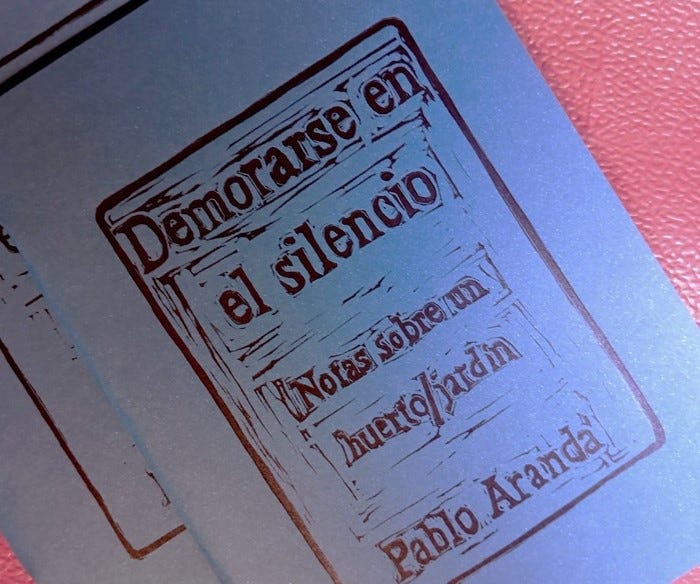 Demorarse en
el silencio
Notas sobre un
huerto/jardín
Pablo Aranda